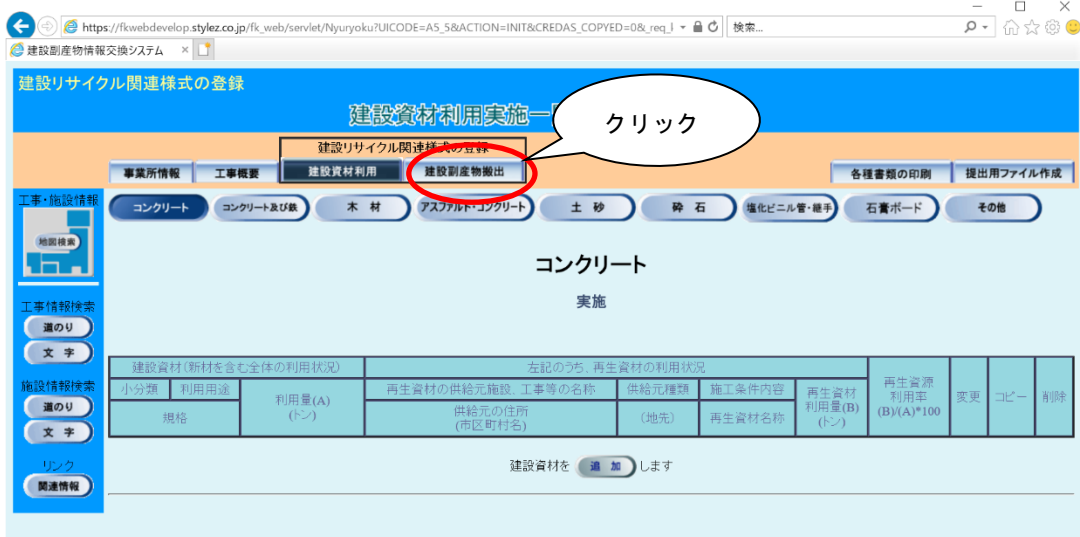 https://fkwebdevelop.stylez.co.jp/fk_web/servlet/Nyuryoku?UICODE=A5_5&ACTION=INIT&CREDAS_COPYED=0&_req_ 検索...
建設副産物情報交換システム
建設リサイクル関連様式の登録
建設資材利用実施一
クリック
建設リサイクル関連様式の登録
事業所情報 工事概要 建設資材利用 建設副産物搬出 各種書類の印刷 提出用ファイル作成
工事・施設情報
コンクリート コンクリート及び鉄 木 材 アスファルト・コンクリート 土 砂 砕 石 塩化ビニル管・継手 石膏ボード その他
地図検索
コンクリート
実施
工事情報検索
道のり
文 字
施設情報検索
道のり
文 字
リンク
関連情報
建設資材(新材を含む全体の利用状況) 左記のうち、再生資材の利用状況 再生資源利用率(B)/(A)*100 変更 コピー 削除
小分類 利用用途 利用量(A)(トン) 再生資材の供給元施設、工事等の名称 供給元種類 施工条件内容 再生資材利用量(B)(トン)
規格 供給元の住所(市区町村名) (地先) 再生資材名称
建設資材を 追 加 します